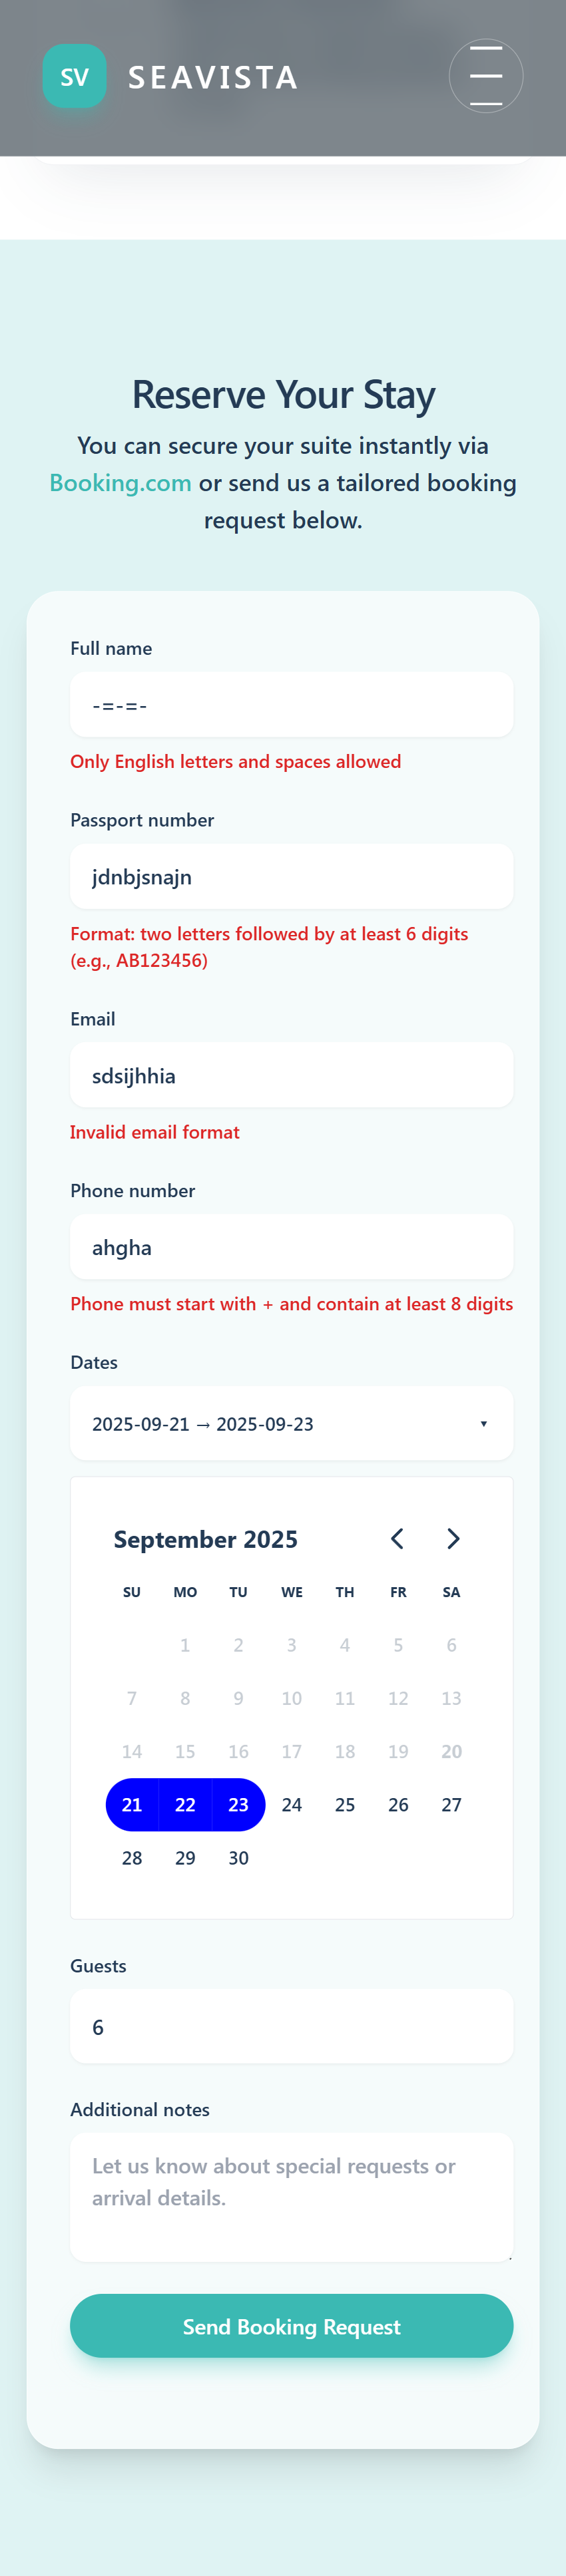 SV SEAVISTA
Reserve Your Stay
You can secure your suite instantly via
Booking.com or send us a tailored booking
request below.
Full name
-=-=-
Only English letters and spaces allowed
Passport number
jdnbjsnajn
Format: two letters followed by at least 6 digits
(e.g., AB123456)
Email
sdsijhhia
Invalid email format
Phone number
ahgha
Phone must start with + and contain at least 8 digits
Dates
2025-09-21 → 2025-09-23 ▾
September 2025
SU MO TU WE TH FR SA
1 2 3 4 5 6
7 8 9 10 11 12 13
14 15 16 17 18 19 20
21 22 23 24 25 26 27
28 29 30
Guests
6
Additional notes
Let us know about special requests or
arrival details.
Send Booking Request